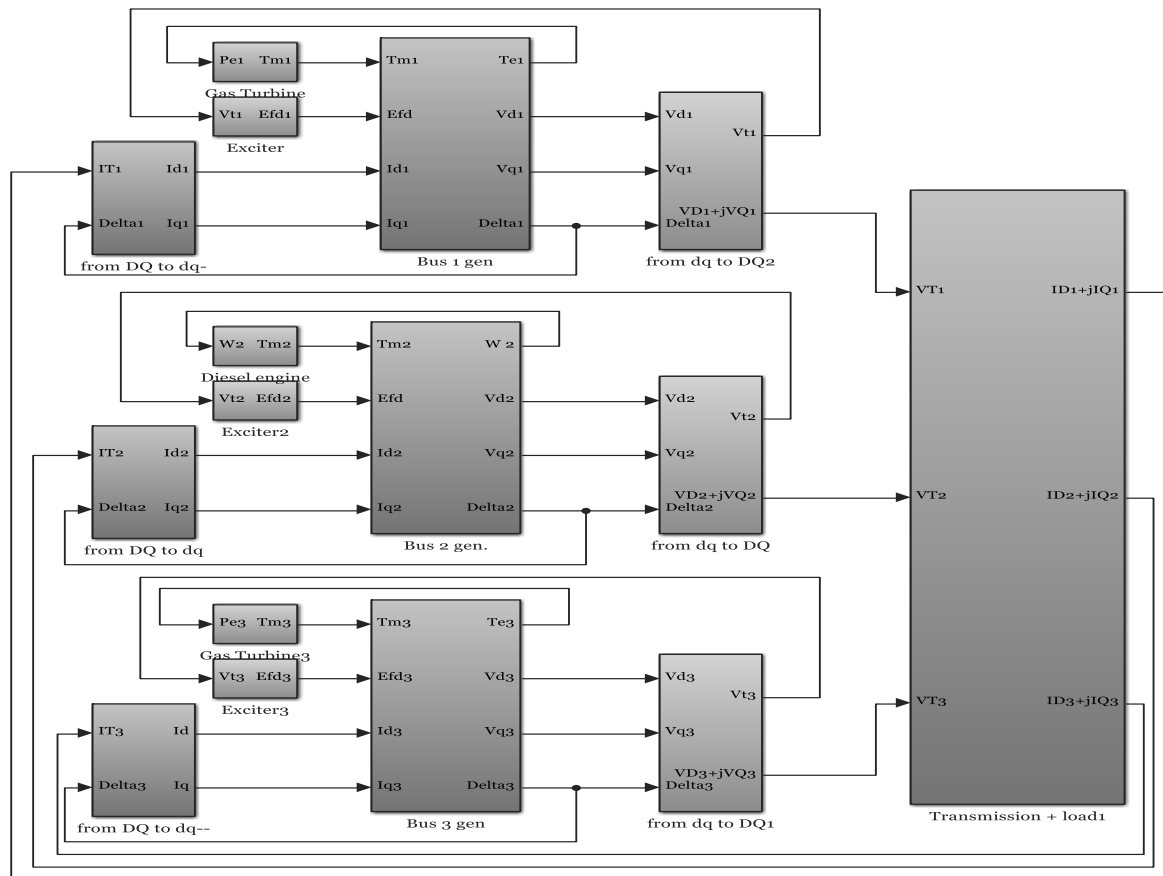 Pe1 Tm1
Gas Turbine
Vt1 Efd1
Exciter
IT1 Id1
Delta1 Iq1
from DQ to dq-
Tm1 Te1
Efd Vd1
Id1 Vq1
Iq1 Delta1
Bus 1 gen
Vd1
Vt1
Vq1
VD1+jVQ1
Delta1
from dq to DQ2
W2 Tm2
Diesel engine
Vt2 Efd2
Exciter2
IT2 Id2
Delta2 Iq2
from DQ to dq
Tm2 W 2
Efd Vd2
Id2 Vq2
Iq2 Delta2
Bus 2 gen.
Vd2
Vt2
Vq2
VD2+jVQ2
Delta2
from dq to DQ
Pe3 Tm3
Gas Turbine3
Vt3 Efd3
Exciter3
IT3 Id
Delta3 Iq
from DQ to dq--
Tm3 Te3
Efd3 Vd3
Id3 Vq3
Iq3 Delta3
Bus 3 gen
Vd3
Vt3
Vq3
VD3+jVQ3
Delta3
from dq to DQ1
VT1 ID1+jIQ1
VT2 ID2+jIQ2
VT3 ID3+jIQ3
Transmission + load1